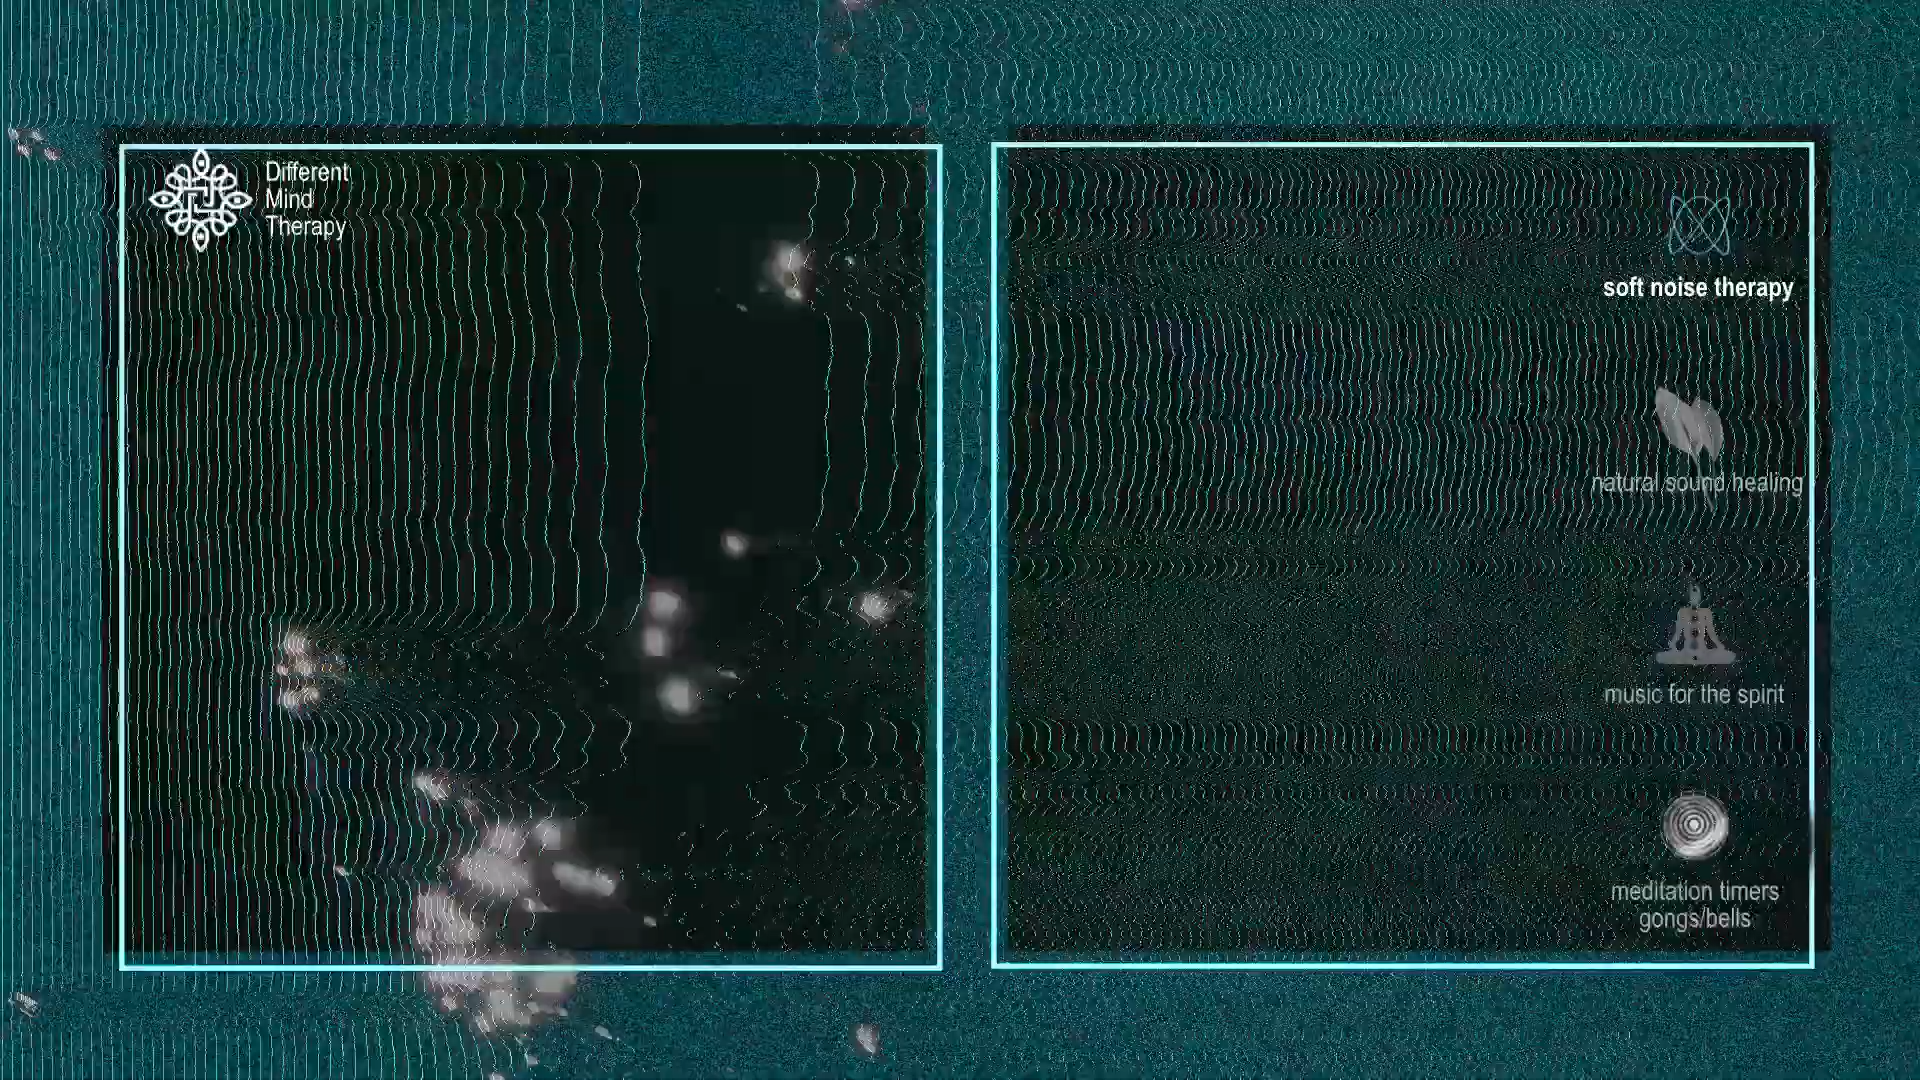 Different
Mind
Therapy
soft noise therapy
natural sound healing
music for the spirit
meditation timers
gongs/bells